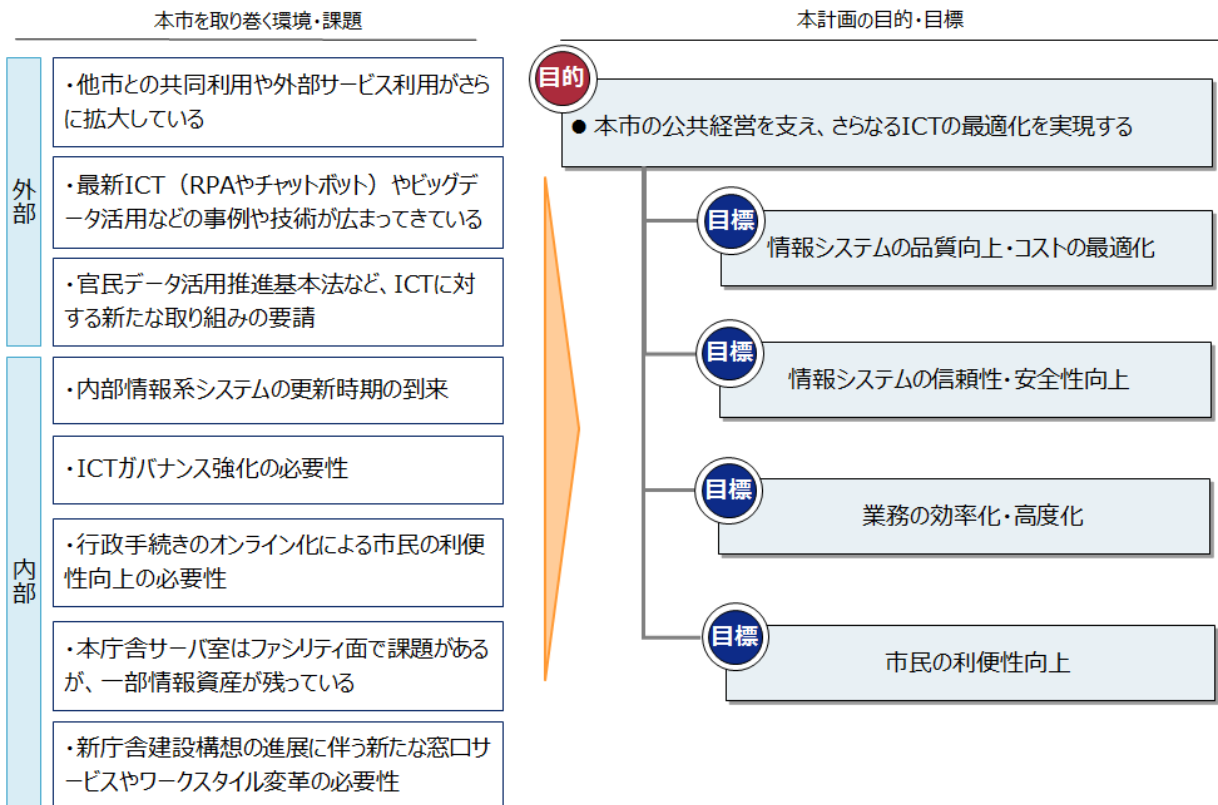 本市を取り巻く環境・課題
外部
・他市との共同利用や外部サービス利用がさら
に拡大している
・最新ICT（RPAやチャットボット）やビッグデ
ータ活用などの事例や技術が広まってきている
・官民データ活用推進基本法など、ICTに対
する新たな取り組みの要請
内部
・内部情報系システムの更新時期の到来
・ICTガバナンス強化の必要性
・行政手続きのオンライン化による市民の利便
性向上の必要性
・本庁舎サーバ室はファシリティ面で課題がある
が、一部情報資産が残っている
・新庁舎建設構想の進展に伴う新たな窓口サ
ービスやワークスタイル変革の必要性
本計画の目的・目標
目的
● 本市の公共経営を支え、さらなるICTの最適化を実現する
目標
情報システムの品質向上・コストの最適化
目標
情報システムの信頼性・安全性向上
目標
業務の効率化・高度化
目標
市民の利便性向上